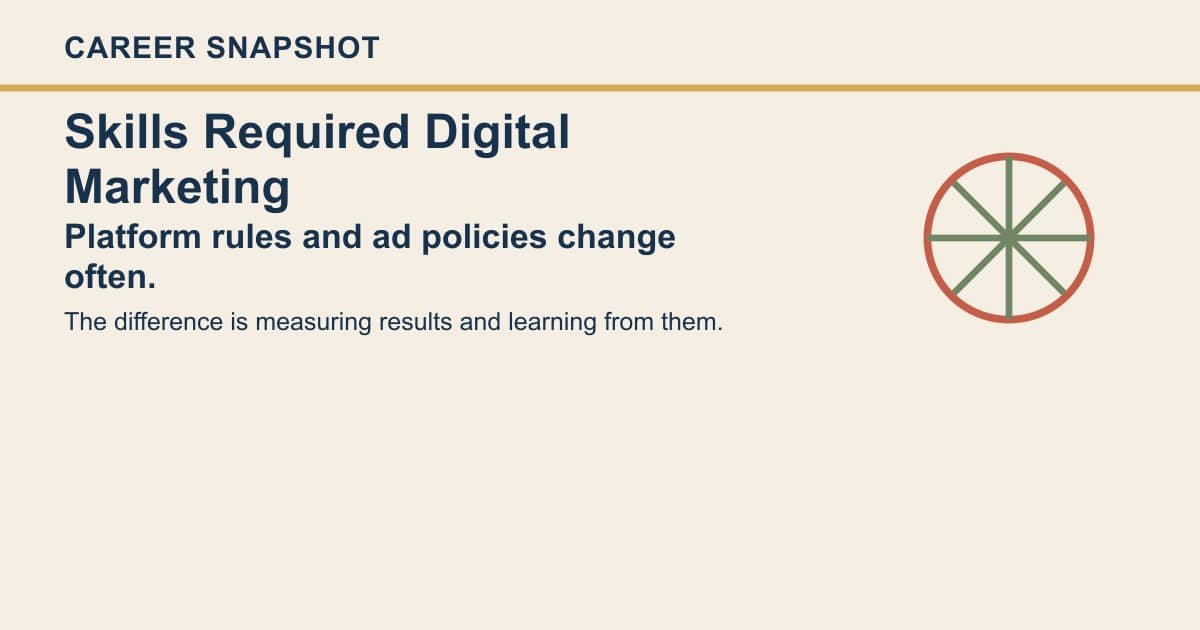 CAREER SNAPSHOT
Skills Required Digital
Marketing
Platform rules and ad policies change
often.
The difference is measuring results and learning from them.